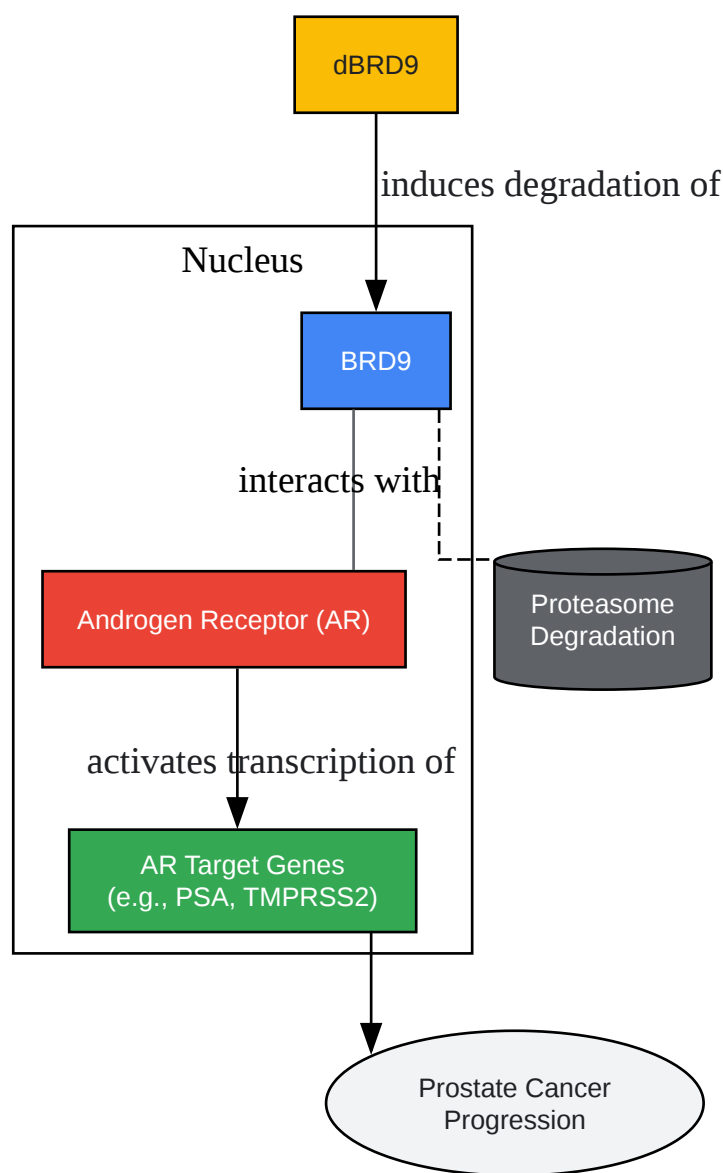 dBRD9
induces degradation of
Nucleus
BRD9
interacts with
Proteasome
Degradation
Androgen Receptor (AR)
activates transcription of
AR Target Genes
(e.g., PSA, TMPRSS2)
Prostate Cancer
Progression